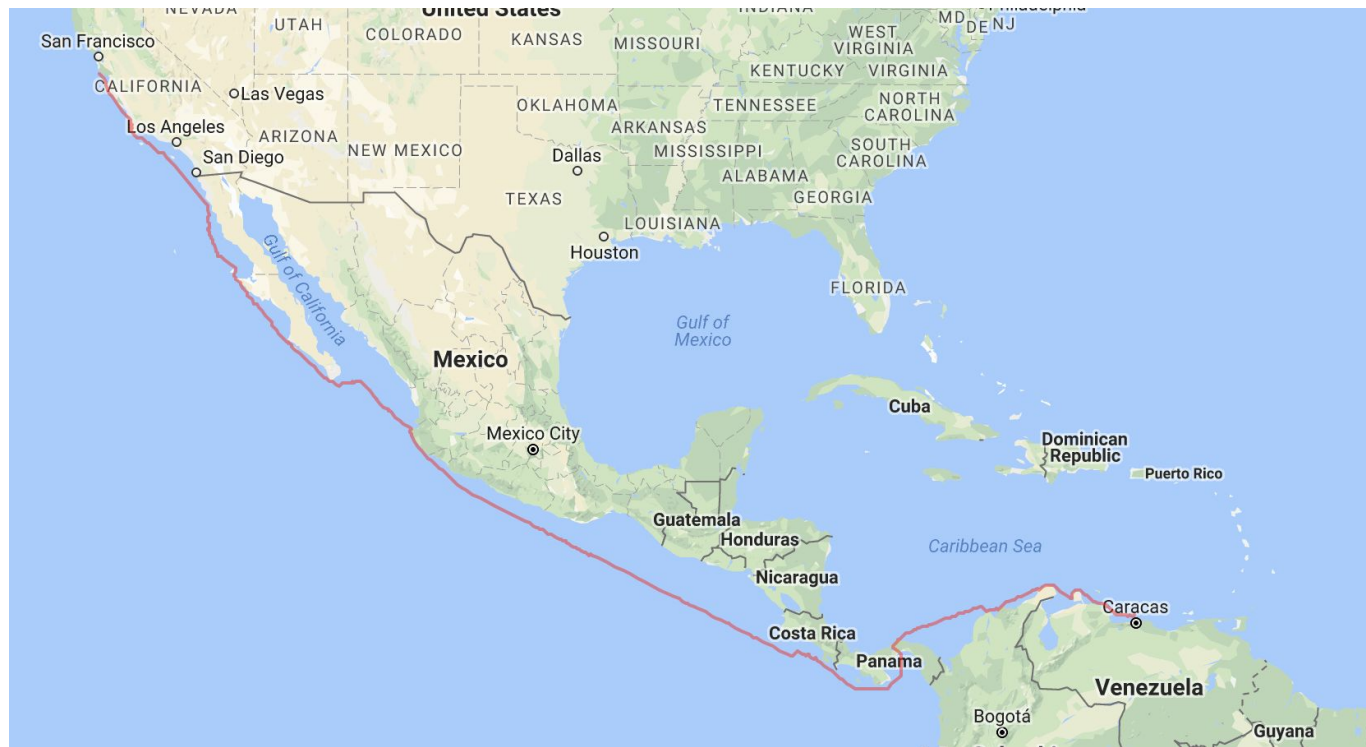 NEVADA
United States
INDIANA
Philadelphia
MD
DE
NJ
UTAH
COLORADO
KANSAS
MISSOURI
WEST
VIRGINIA
San Francisco
KENTUCKY
VIRGINIA
CALIFORNIA
Las Vegas
OKLAHOMA
TENNESSEE
NORTH
CAROLINA
Los Angeles
ARIZONA
NEW MEXICO
ARKANSAS
MISSISSIPPI
SOUTH
CAROLINA
San Diego
Dallas
ALABAMA
TEXAS
GEORGIA
LOUISIANA
Houston
Gulf of California
FLORIDA
Gulf of
Mexico
Mexico
Cuba
Mexico City
Dominican
Republic
Puerto Rico
Guatemala
Honduras
Caribbean Sea
Nicaragua
Caracas
Costa Rica
Panama
Venezuela
Bogotá
Guyana